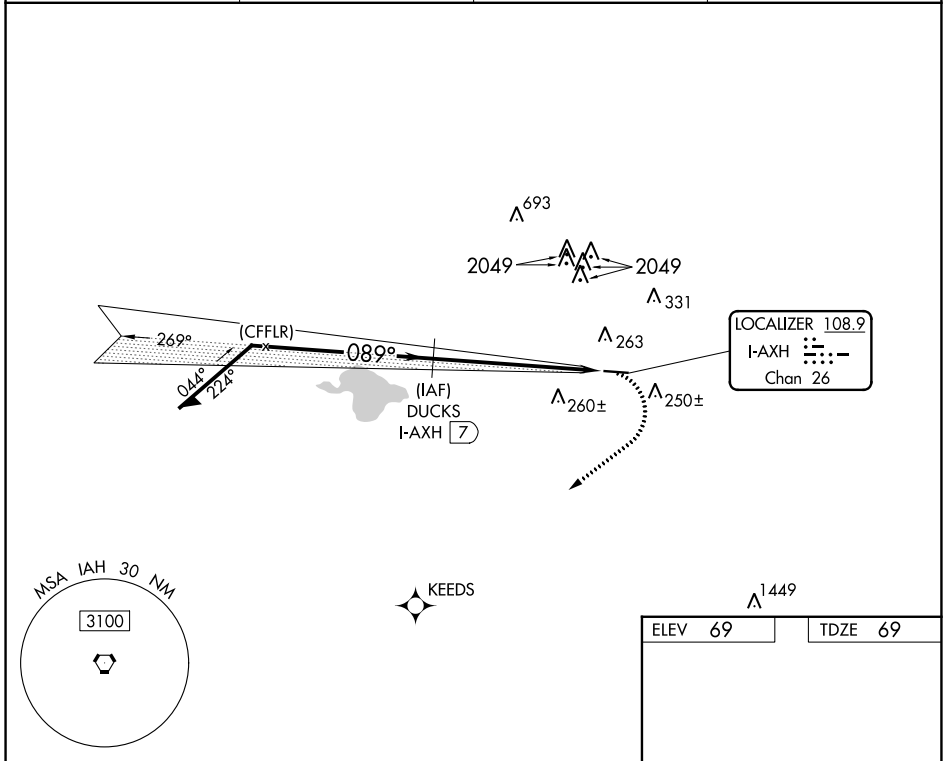 693
2049
2049
331
263
LOCALIZER 108.9
I-AXH
Chan 26
269°
(CFFLR)
089°
044°
224°
(IAF)
DUCKS
I-AXH 7
260±
250±
MSA IAH 30 NM
3100
KEEDS
1449
ELEV 69
TDZE 69